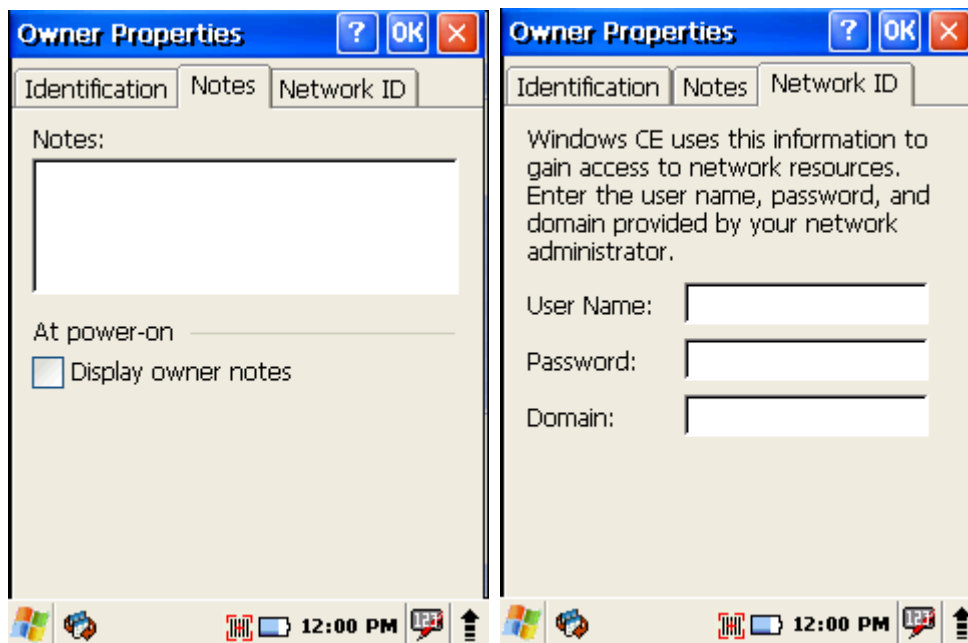 Owner Properties ? OK
Identification Notes Network ID
Notes:
At power-on
Display owner notes
12:00 PM 123
Owner Properties ? OK
Identification Notes Network ID
Windows CE uses this information to
gain access to network resources.
Enter the user name, password, and
domain provided by your network
administrator.
User Name:
Password:
Domain:
12:00 PM 123